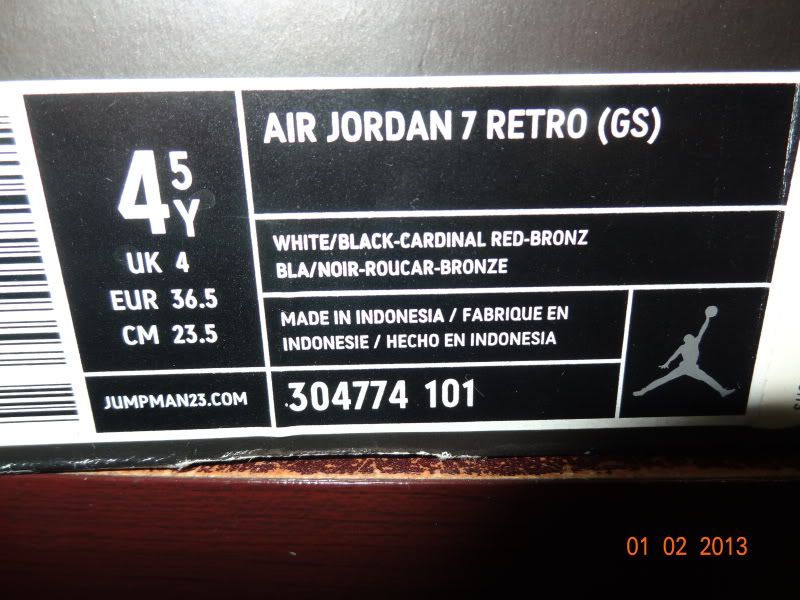 AIR JORDAN 7 RETRO (GS)
4 5
Y
UK 4
EUR 36.5
CM 23.5
WHITE/BLACK-CARDINAL RED-BRONZ
BLA/NOIR-ROUCAR-BRONZE
MADE IN INDONESIA / FABRIQUE EN
INDONESIE / HECHO EN INDONESIA
JUMPMAN23.COM
304774 101
01 02 2013